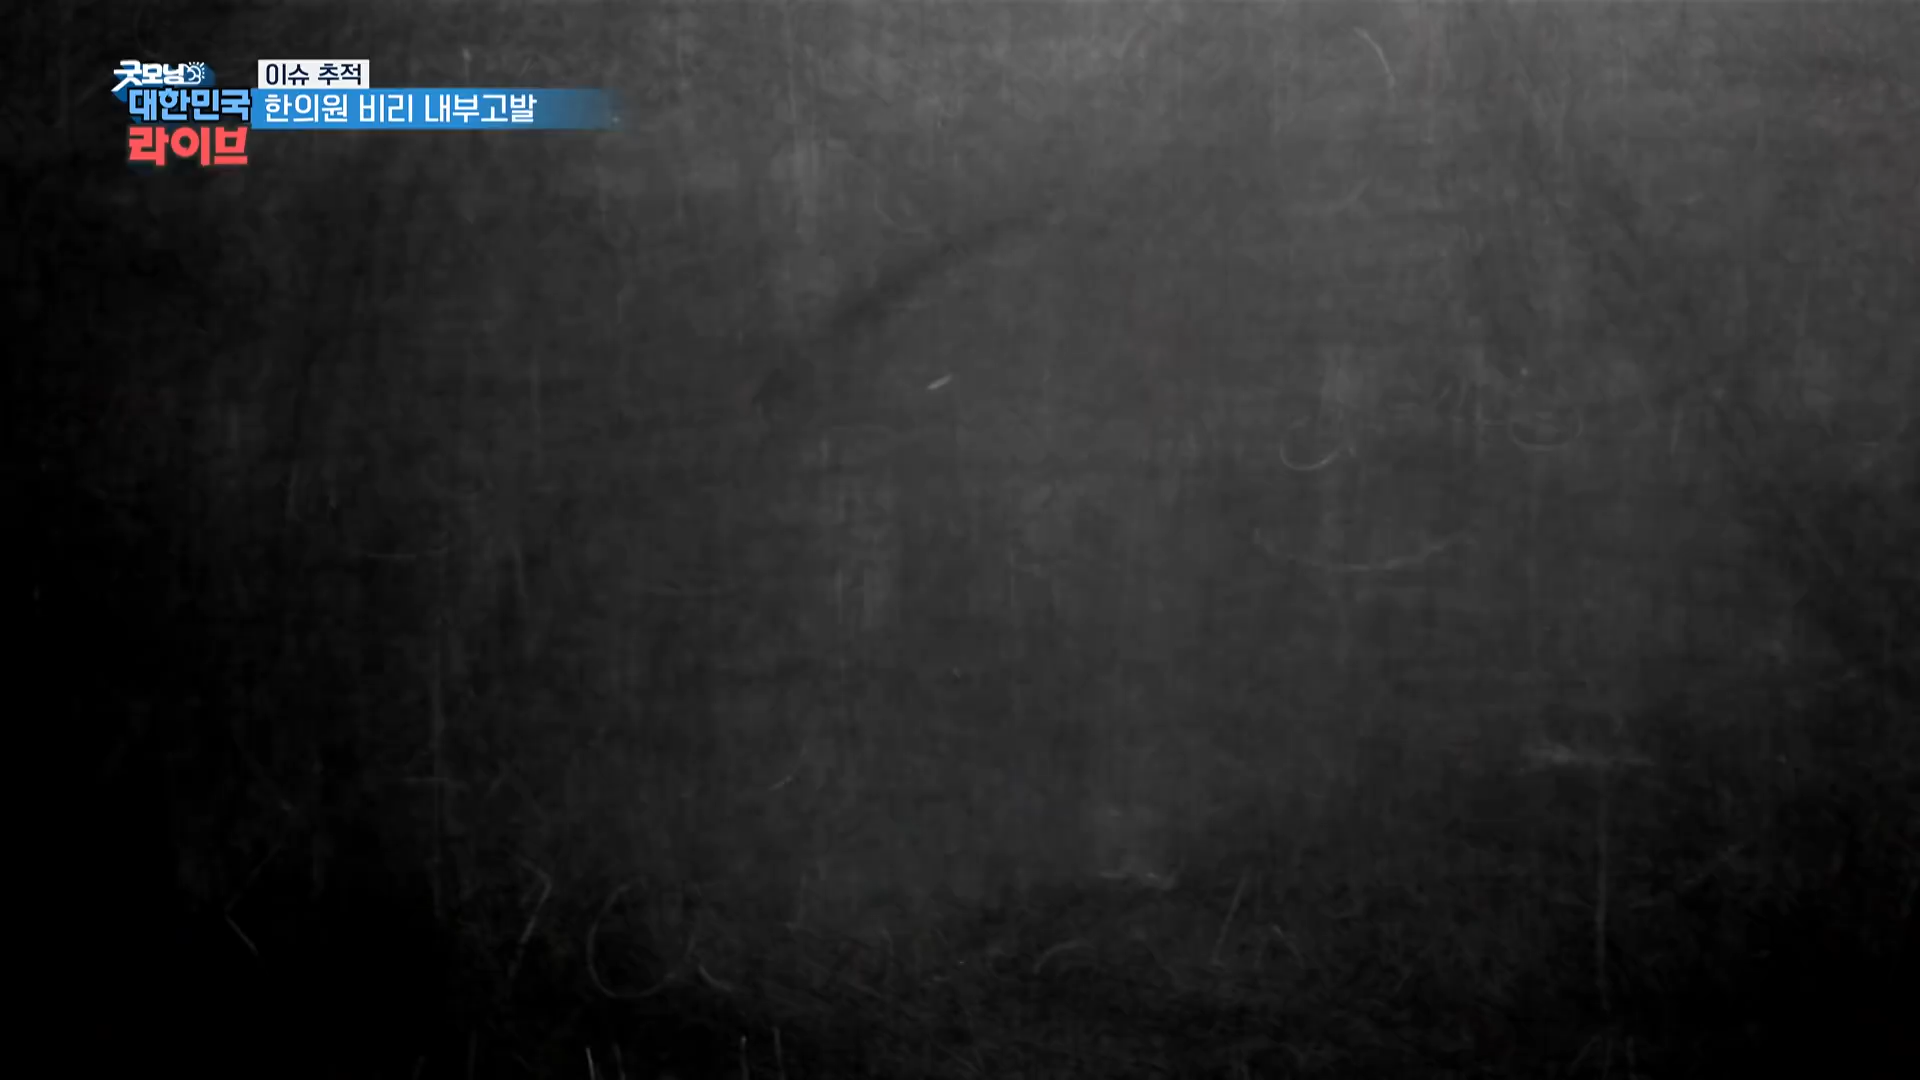 굿모닝
대한민국
라이브
이슈 추적
한의원 비리 내부고발